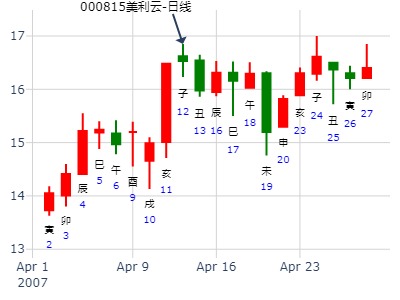 000815美利云-日线
17
16
15
14
13
寅
2
卯
3
辰
4
巳
5
午
6
酉
9
戌
10
亥
11
子
12
丑
13
辰
16
巳
17
午
18
未
19
申
20
亥
23
子
24
丑
25
寅
26
卯
27
Apr 1
2007
Apr 9
Apr 16
Apr 23